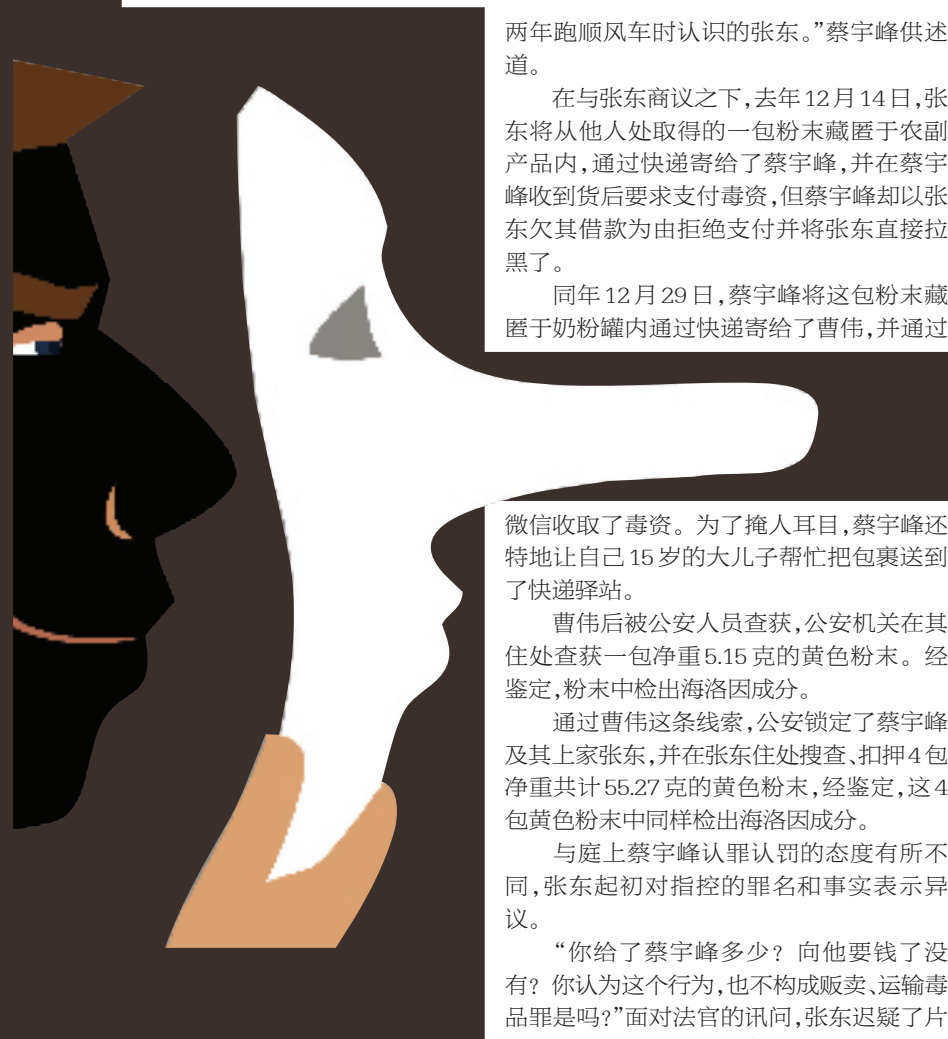 两年跑顺风车时认识的张东。”蔡宇峰供述
道。
在与张东商议之下,去年12月14日,张
东将从他人处取得的一包粉末藏匿于农副
产品内,通过快递寄给了蔡宇峰,并在蔡宇
峰收到货后要求支付毒资,但蔡宇峰却以张
东欠其借款为由拒绝支付并将张东直接拉
黑了。
同年12月29日,蔡宇峰将这包粉末藏
匿于奶粉罐内通过快递寄给了曹伟,并通过
微信收取了毒资。为了掩人耳目,蔡宇峰还
特地让自己15岁的大儿子帮忙把包裹送到
了快递驿站。
曹伟后被公安人员查获,公安机关在其
住处查获一包净重5.15克的黄色粉末。经
鉴定,粉末中检出海洛因成分。
通过曹伟这条线索,公安锁定了蔡宇峰
及其上家张东,并在张东住处搜查、扣押4包
净重共计55.27克的黄色粉末,经鉴定,这4
包黄色粉末中同样检出海洛因成分。
与庭上蔡宇峰认罪认罚的态度有所不
同,张东起初对指控的罪名和事实表示异
议。
“你给了蔡宇峰多少?向他要钱了没
有?你认为这个行为,也不构成贩卖、运输毒
品罪是吗?”面对法官的讯问,张东迟疑了片